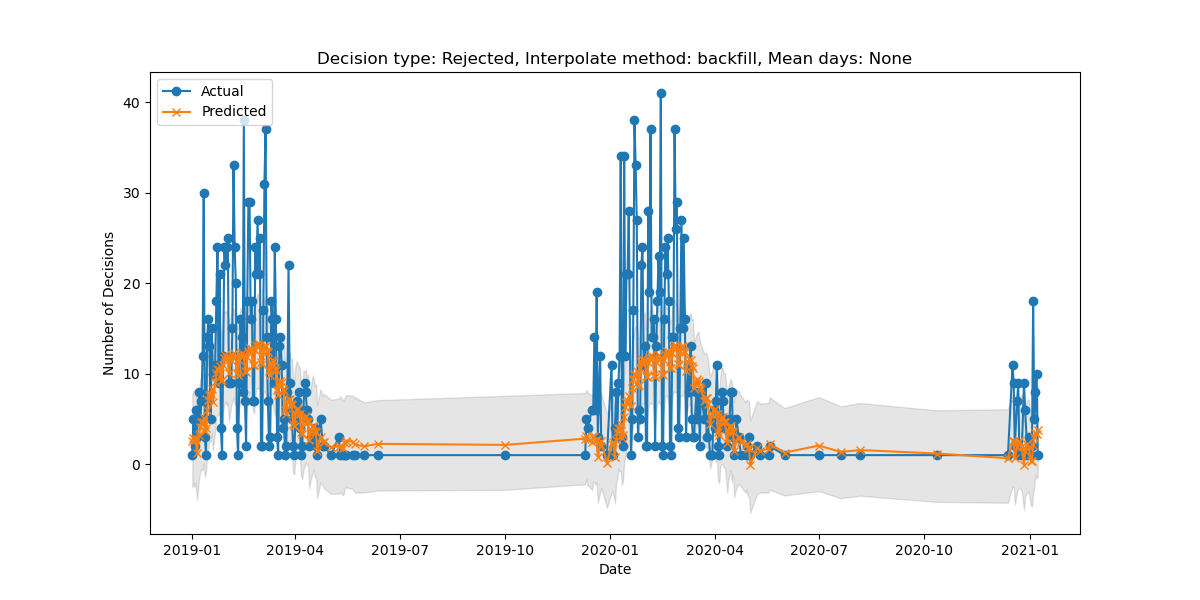 Decision type: Rejected, Interpolate method: backfill, Mean days: None
Actual
Predicted
Number of Decisions
40
30
20
10
0
2019-01
2019-04
2019-07
2019-10
2020-01
2020-04
2020-07
2020-10
2021-01
Date